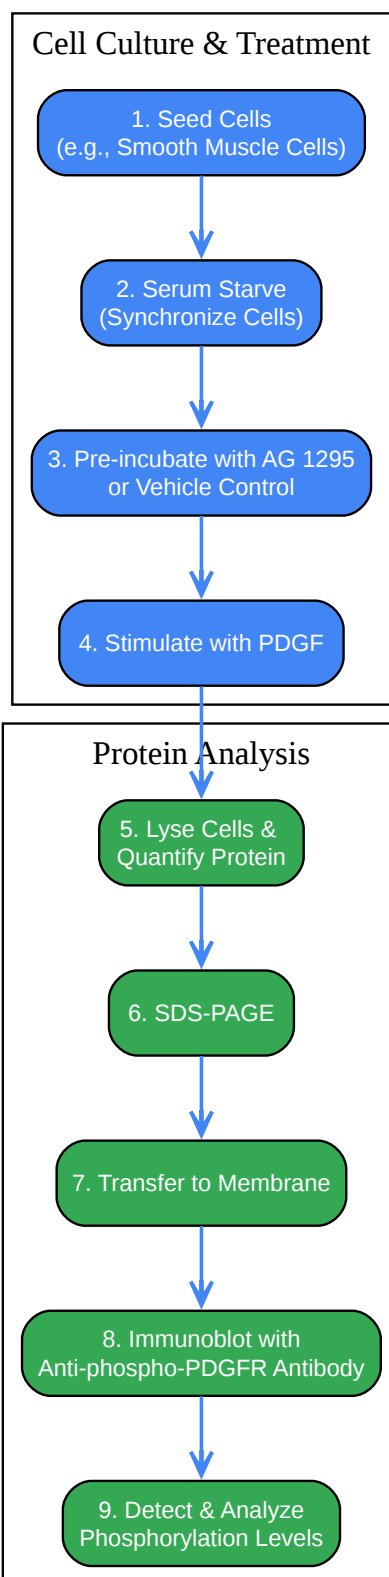 Cell Culture & Treatment
1. Seed Cells
(e.g., Smooth Muscle Cells)
2. Serum Starve
(Synchronize Cells)
3. Pre-incubate with AG 1295
or Vehicle Control
4. Stimulate with PDGF
Protein Analysis
5. Lyse Cells &
Quantify Protein
6. SDS-PAGE
7. Transfer to Membrane
8. Immunoblot with
Anti-phospho-PDGFR Antibody
9. Detect & Analyze
Phosphorylation Levels